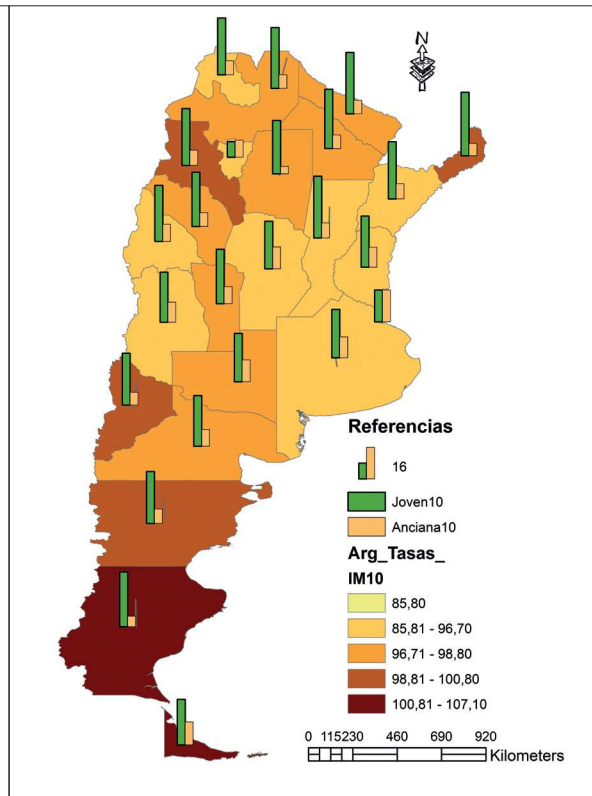 N
Referencias
16
Joven10
Anciana10
Arg_Tasas_
IM10
85,80
85,81 - 96,70
96,71 - 98,80
98,81 - 100,80
100,81 - 107,10
0 115230 460 690 920
Kilometers